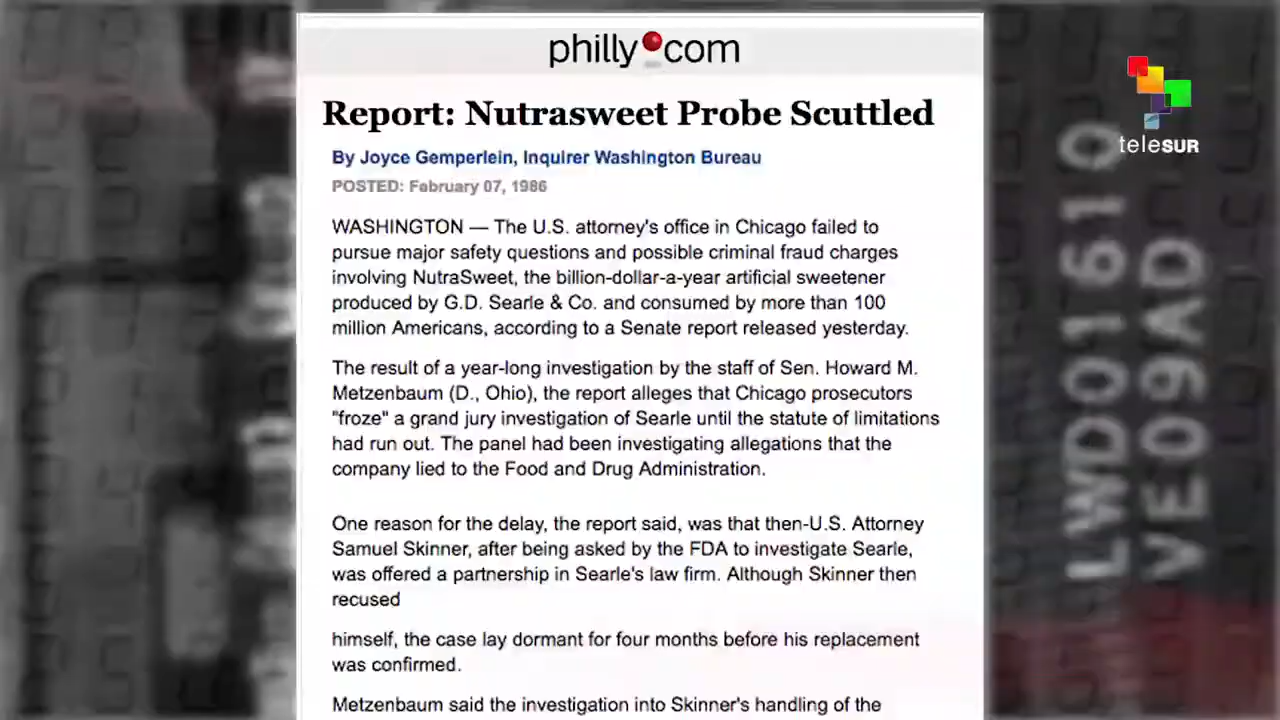 philly.com
Report: Nutrasweet Probe Scuttled
By Joyce Gemperlein, Inquirer Washington Bureau
POSTED: February 07, 1986
WASHINGTON — The U.S. attorney's office in Chicago failed to
pursue major safety questions and possible criminal fraud charges
involving NutraSweet, the billion-dollar-a-year artificial sweetener
produced by G.D. Searle & Co. and consumed by more than 100
million Americans, according to a Senate report released yesterday.
The result of a year-long investigation by the staff of Sen. Howard M.
Metzenbaum (D., Ohio), the report alleges that Chicago prosecutors
"froze" a grand jury investigation of Searle until the statute of limitations
had run out. The panel had been investigating allegations that the
company lied to the Food and Drug Administration.
One reason for the delay, the report said, was that then-U.S. Attorney
Samuel Skinner, after being asked by the FDA to investigate Searle,
was offered a partnership in Searle's law firm. Although Skinner then
recused
himself, the case lay dormant for four months before his replacement
was confirmed.
Metzenbaum said the investigation into Skinner's handling of the
teleSUR
LWD01610
VE09AD